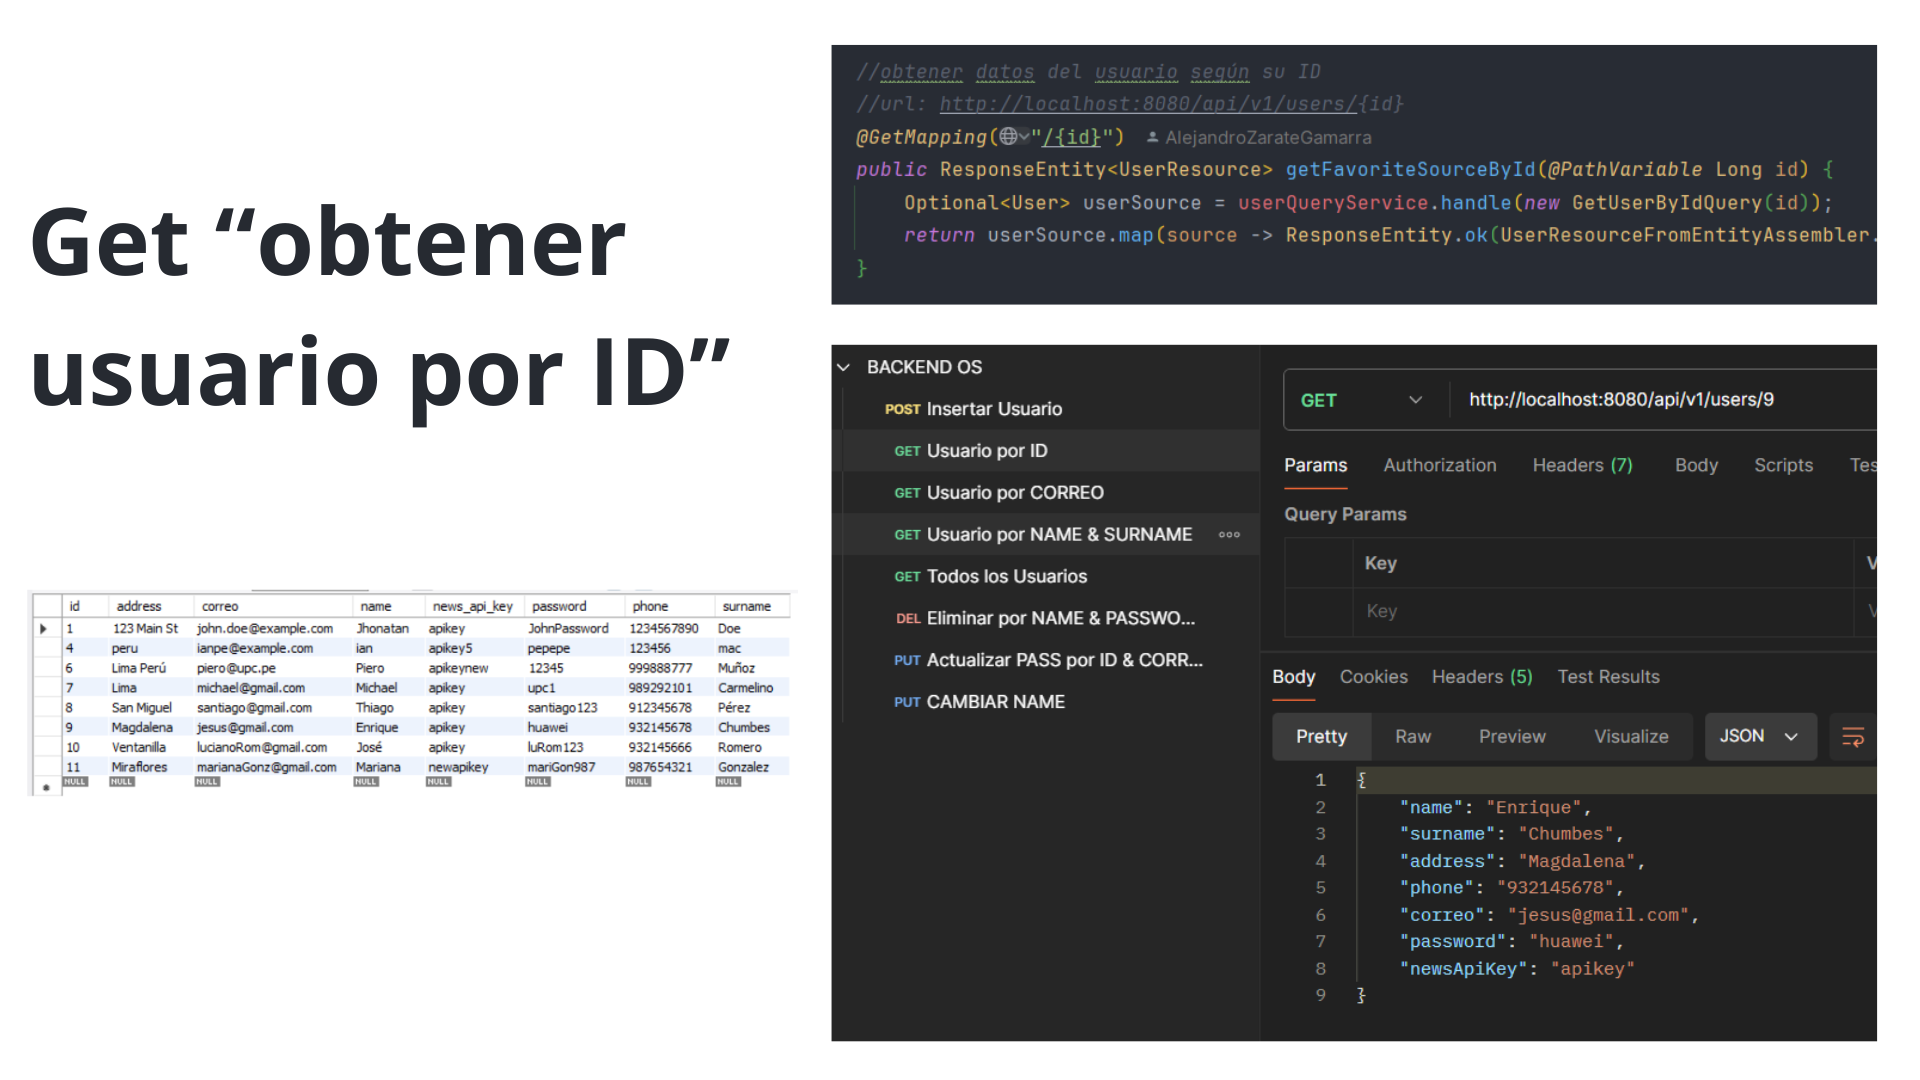 Get “obtener
usuario por ID”
id address correo name news_api_key password phone surname
1 123 Main St john.doe@example.com Jhonatan apikey JohnPassword 1234567890 Doe
4 peru ianpe@example.com ian apikey5 pepepe 123456 mac
6 Lima Perú piero@upc.pe Piero apikeynew 12345 999888777 Muñoz
7 Lima michael@gmail.com Michael apikey upc1 989292101 Carmelino
8 San Miguel santiago@gmail.com Thiago apikey santiago123 912345678 Pérez
9 Magdalena jesus@gmail.com Enrique apikey huawei 932145678 Chumbes
10 Ventanilla lucianoRom@gmail.com José apikey luRom123 932145666 Romero
11 Miraflores marianaGonz@gmail.com Mariana newapikey mariGon987 987654321 Gonzalez
NULL NULL NULL NULL NULL NULL NULL NULL
//obtener datos del usuario según su ID
//url: http://localhost:8080/api/v1/users/{id}
@GetMapping("/{id}") AlejandroZarateGamarra
public ResponseEntity<UserResource> getFavoriteSourceById(@PathVariable Long id) {
Optional<User> userSource = userQueryService.handle(new GetUserByIdQuery(id));
return userSource.map(source -> ResponseEntity.ok(UserResourceFromEntityAssembler.
}
BACKEND OS
POST Insertar Usuario
GET Usuario por ID
GET Usuario por CORREO
GET Usuario por NAME & SURNAME
GET Todos los Usuarios
DEL Eliminar por NAME & PASSWO...
PUT Actualizar PASS por ID & CORR...
PUT CAMBIAR NAME
GET http://localhost:8080/api/v1/users/9
Params Authorization Headers (7) Body Scripts Tes
Query Params
Key V
Key V
Body Cookies Headers (5) Test Results
Pretty Raw Preview Visualize JSON
1 {
2 "name": "Enrique",
3 "surname": "Chumbes",
4 "address": "Magdalena",
5 "phone": "932145678",
6 "correo": "jesus@gmail.com",
7 "password": "huawei",
8 "newsApiKey": "apikey"
9 }